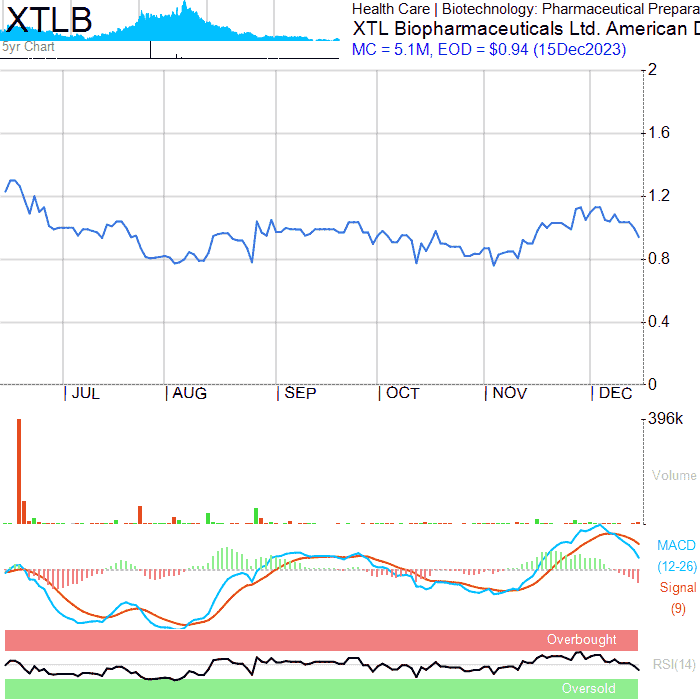 XTLB
5yr Chart
Health Care | Biotechnology: Pharmaceutical Prepara
XTL Biopharmaceuticals Ltd. American D
MC = 5.1M, EOD = $0.94 (15Dec2023)
2
1.6
1.2
0.8
0.4
0
JUL AUG SEP OCT NOV DEC
396k
Volume
MACD
(12-26)
Signal
(9)
Overbought
RSI(14)
Oversold